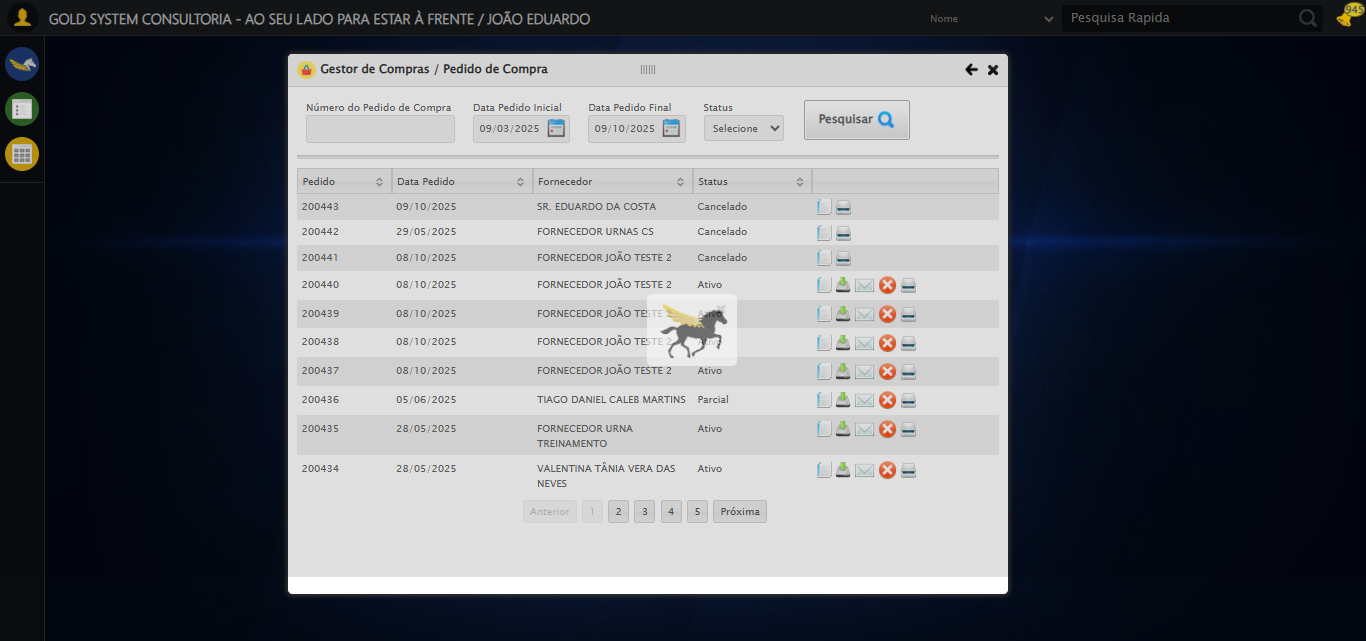 GOLD SYSTEM CONSULTORIA - AO SEU LADO PARA ESTAR À FRENTE / JOÃO EDUARDO
Nome
Pesquisa Rapida
945
Gestor de Compras / Pedido de Compra
Número do Pedido de Compra
Data Pedido Inicial
Data Pedido Final
Status
09/03/2025
09/10/2025
Selecione
Pesquisar
Pedido Data Pedido Fornecedor Status
200443 09/10/2025 SR. EDUARDO DA COSTA Cancelado
200442 29/05/2025 FORNECEDOR URNAS CS Cancelado
200441 08/10/2025 FORNECEDOR JOÃO TESTE 2 Cancelado
200440 08/10/2025 FORNECEDOR JOÃO TESTE 2 Ativo
200439 08/10/2025 FORNECEDOR JOÃO TESTE 2 Ativo
200438 08/10/2025 FORNECEDOR JOÃO TESTE 2 Ativo
200437 08/10/2025 FORNECEDOR JOÃO TESTE 2 Ativo
200436 05/06/2025 TIAGO DANIEL CALEB MARTINS Parcial
200435 28/05/2025 FORNECEDOR URNA Ativo
TREINAMENTO
200434 28/05/2025 VALENTINA TÂNIA VERA DAS Ativo
NEVES
Anterior 1 2 3 4 5 Próxima